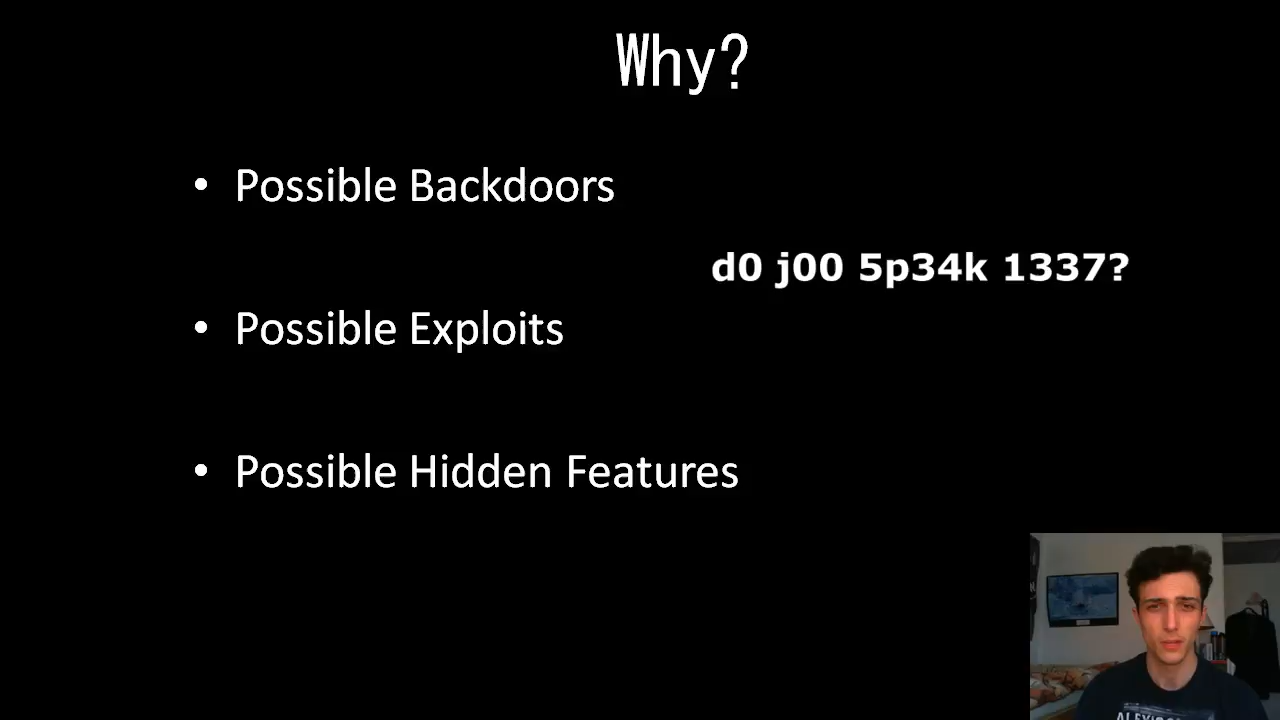 Why?
• Possible Backdoors
d0 j00 5p34k 1337?
• Possible Exploits
• Possible Hidden Features